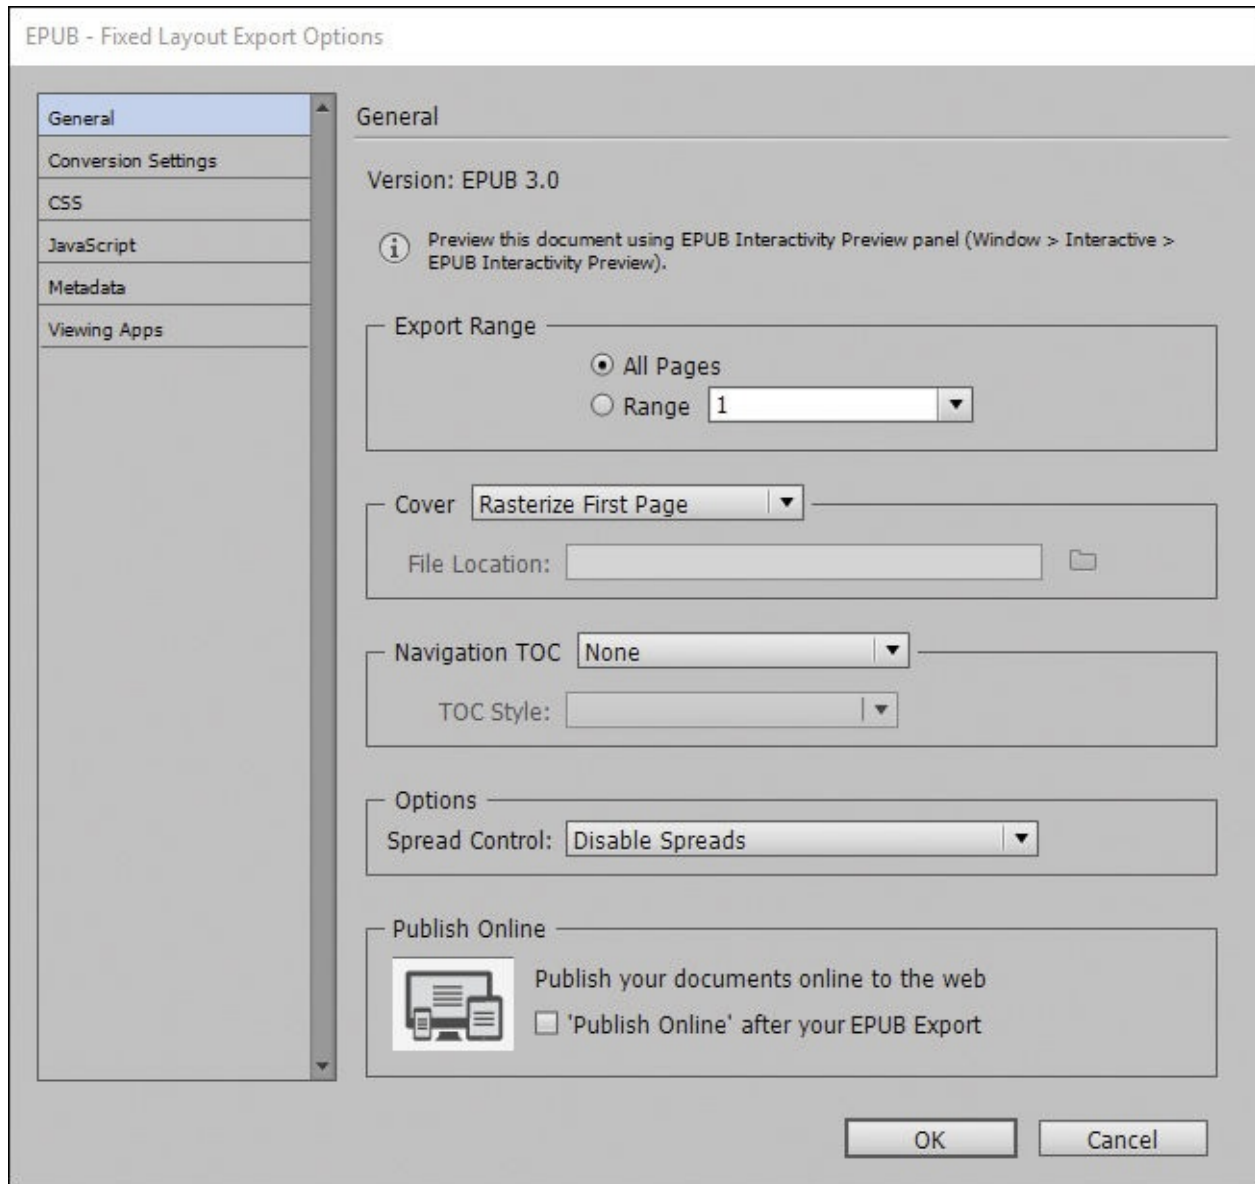 EPUB - Fixed Layout Export Options
General
Conversion Settings
CSS
JavaScript
Metadata
Viewing Apps
General
Version: EPUB 3.0
Preview this document using EPUB Interactivity Preview panel (Window > Interactive >
EPUB Interactivity Preview).
Export Range
All Pages
Range 1
Cover Rasterize First Page
File Location:
Navigation TOC None
TOC Style:
Options
Spread Control: Disable Spreads
Publish Online
Publish your documents online to the web
'Publish Online' after your EPUB Export
OK Cancel